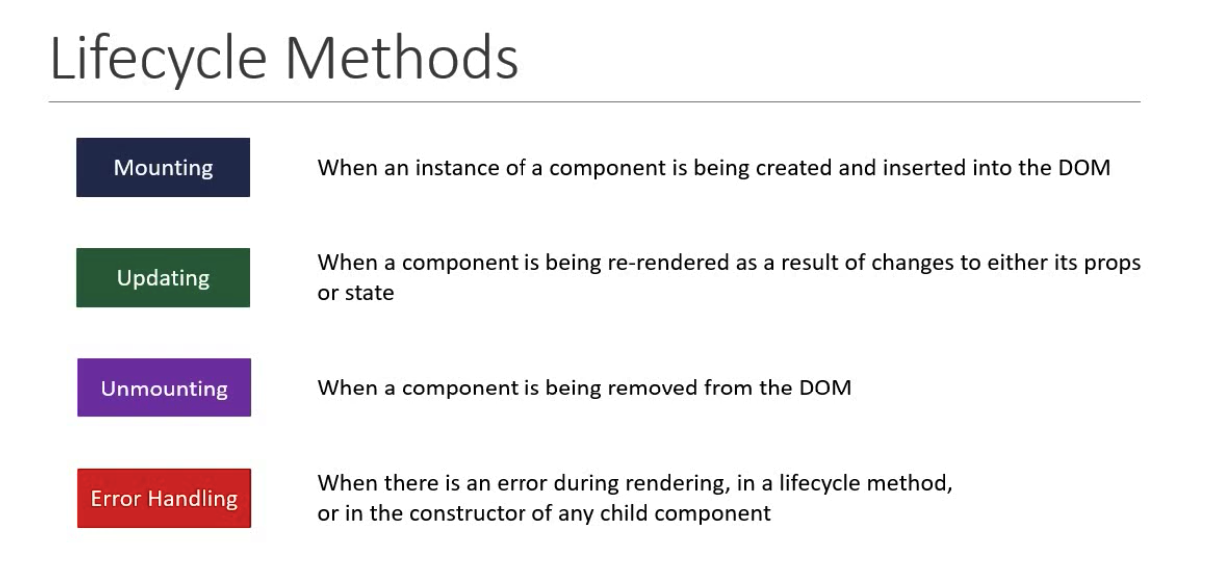 Lifecycle Methods
Mounting
When an instance of a component is being created and inserted into the DOM
Updating
When a component is being re-rendered as a result of changes to either its props
or state
Unmounting
When a component is being removed from the DOM
Error Handling
When there is an error during rendering, in a lifecycle method,
or in the constructor of any child component